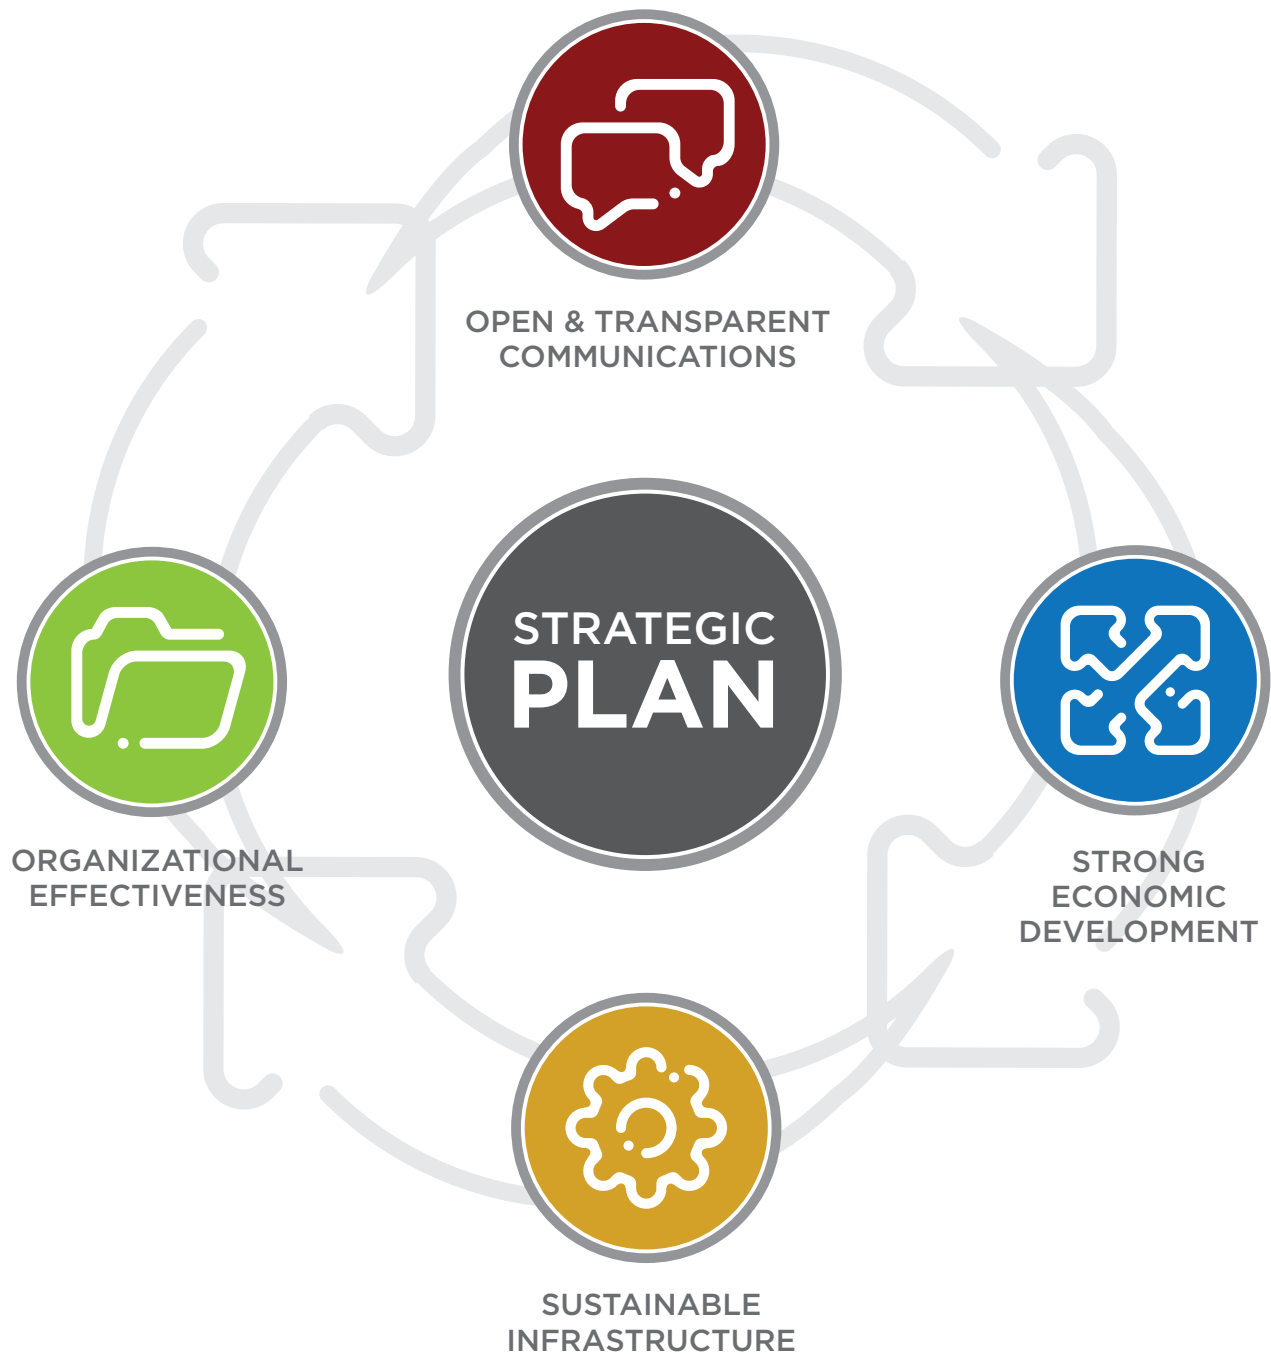 OPEN & TRANSPARENT
COMMUNICATIONS
STRATEGIC
PLAN
ORGANIZATIONAL
EFFECTIVENESS
STRONG
ECONOMIC
DEVELOPMENT
SUSTAINABLE
INFRASTRUCTURE